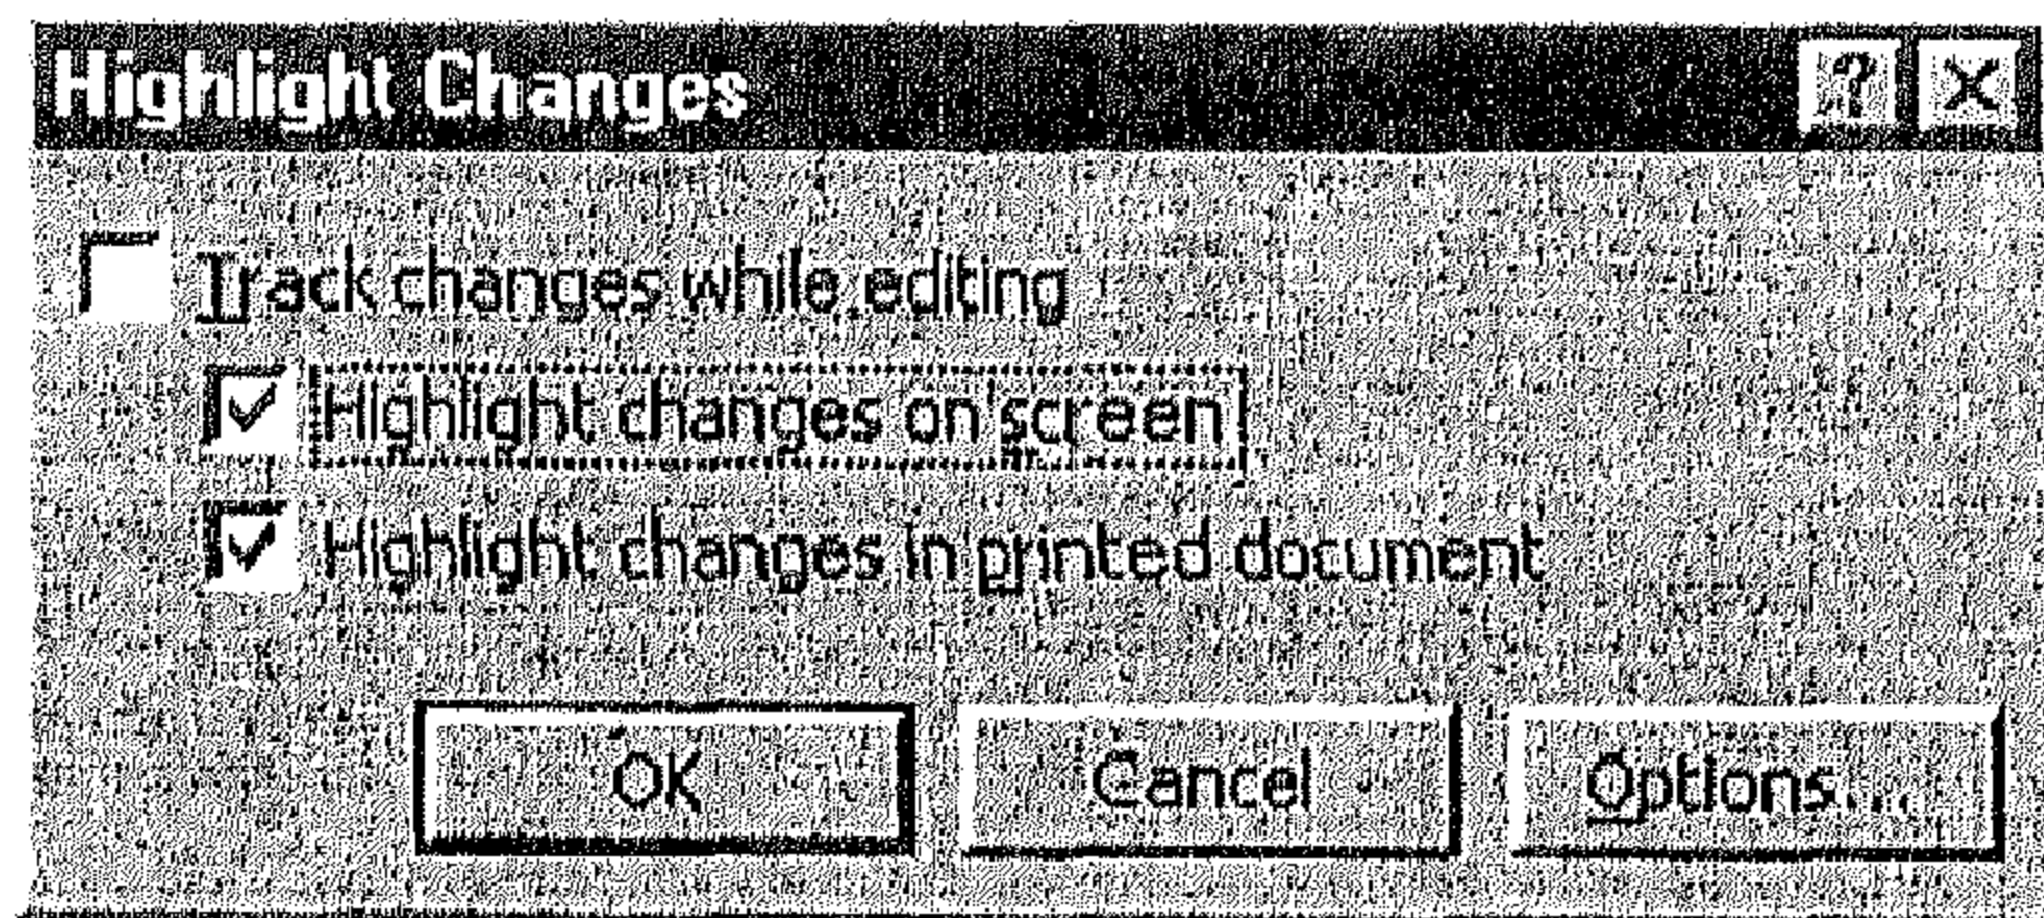 Highlight Changes ? X
Track changes while editing
Highlight changes on screen
Highlight changes in printed document
OK Cancel Options...